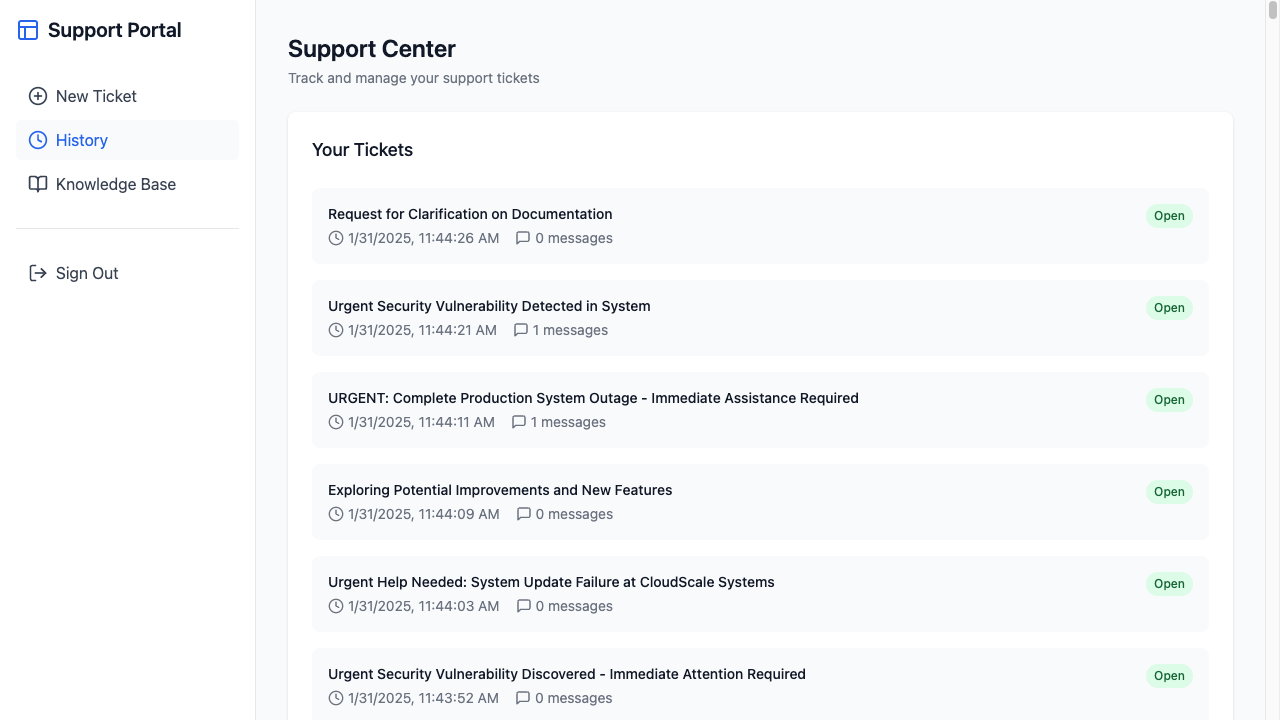 Support Portal
New Ticket
History
Knowledge Base
Sign Out
Support Center
Track and manage your support tickets
Your Tickets
Request for Clarification on Documentation
Open
1/31/2025, 11:44:26 AM 0 messages
Urgent Security Vulnerability Detected in System
Open
1/31/2025, 11:44:21 AM 1 messages
URGENT: Complete Production System Outage - Immediate Assistance Required
Open
1/31/2025, 11:44:11 AM 1 messages
Exploring Potential Improvements and New Features
Open
1/31/2025, 11:44:09 AM 0 messages
Urgent Help Needed: System Update Failure at CloudScale Systems
Open
1/31/2025, 11:44:03 AM 0 messages
Urgent Security Vulnerability Discovered - Immediate Attention Required
Open
1/31/2025, 11:43:52 AM 0 messages